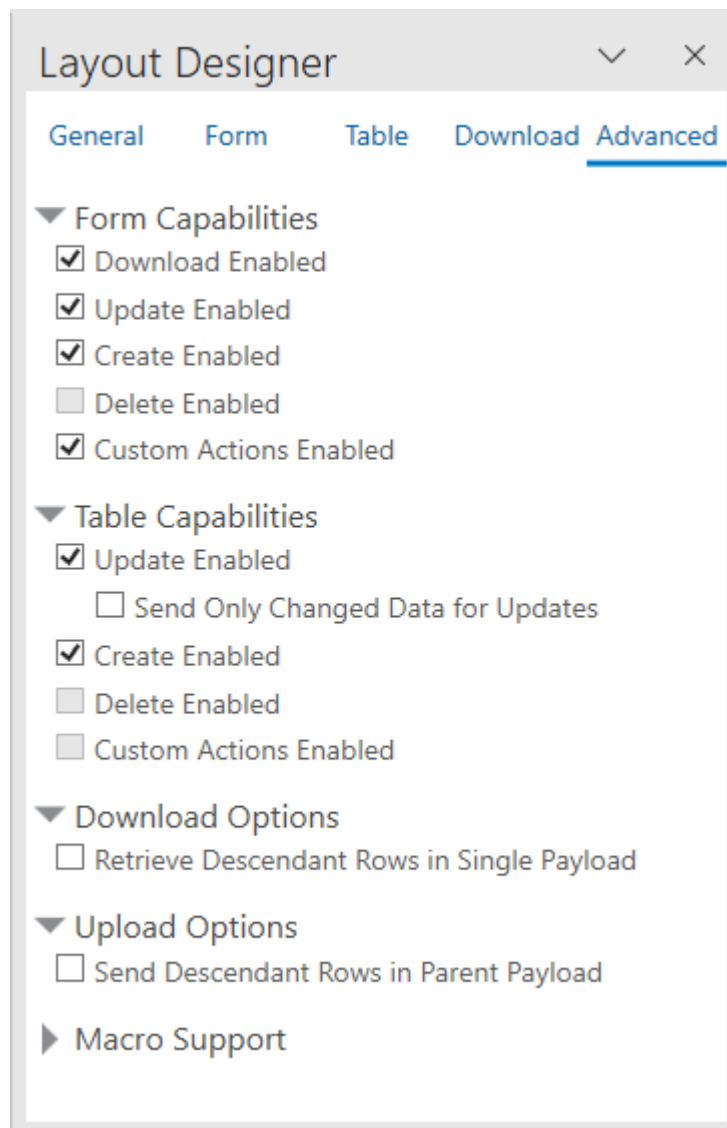 Layout Designer
General Form Table Download Advanced
Form Capabilities
Download Enabled
Update Enabled
Create Enabled
Delete Enabled
Custom Actions Enabled
Table Capabilities
Update Enabled
Send Only Changed Data for Updates
Create Enabled
Delete Enabled
Custom Actions Enabled
Download Options
Retrieve Descendant Rows in Single Payload
Upload Options
Send Descendant Rows in Parent Payload
Macro Support